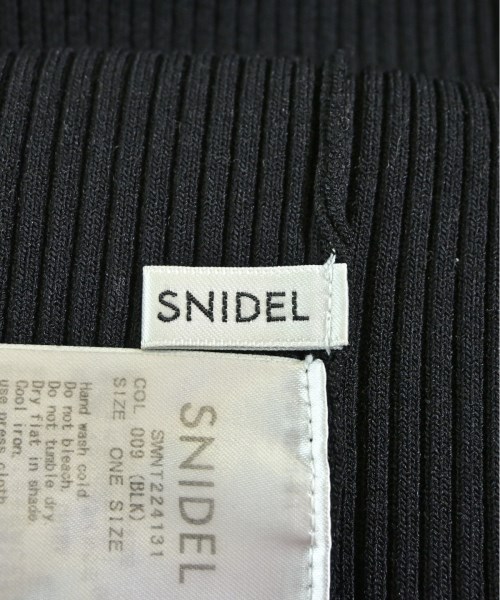 SNIDEL
SNIDEL
SWNT224131
COL 009 (BLK)
SIZE ONE SIZE
Hand wash cold
Do not bleach.
Do not tumble dry.
Dry flat in shade
Cool iron.
use press cloth